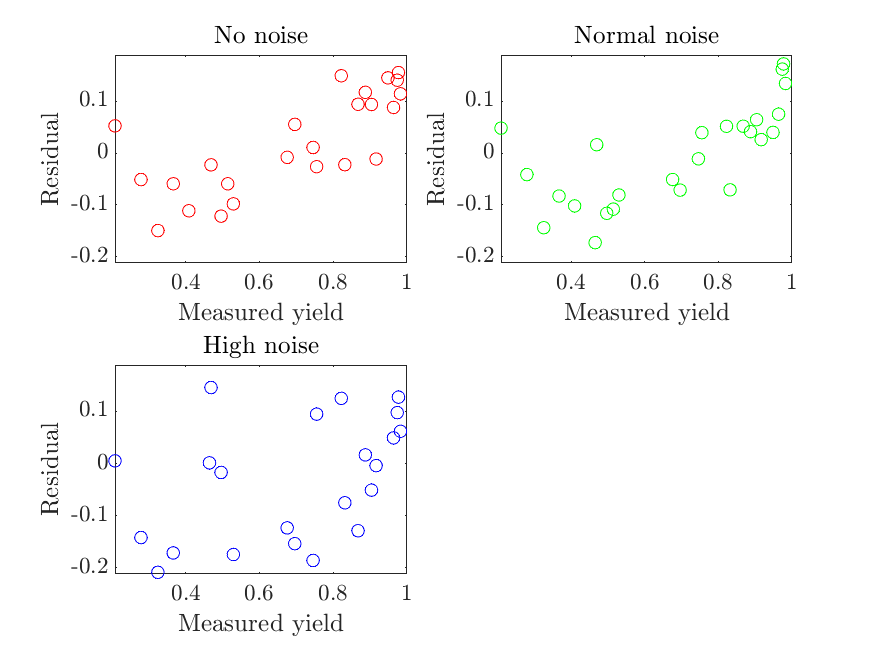 No noise
0.1
0
-0.1
-0.2
Residual
0.4 0.6 0.8 1
Measured yield
Normal noise
0.1
0
-0.1
-0.2
Residual
0.4 0.6 0.8 1
Measured yield
High noise
0.1
0
-0.1
-0.2
Residual
0.4 0.6 0.8 1
Measured yield